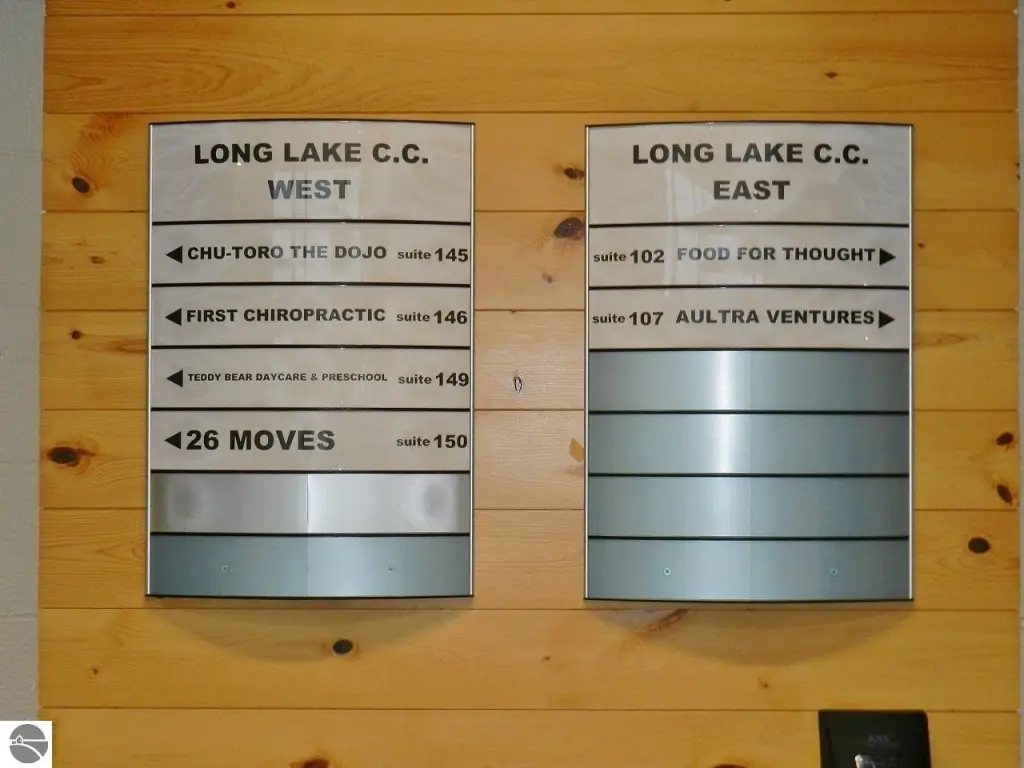 LONG LAKE C.C.
WEST
◀ CHU-TORO THE DOJO suite 145
◀ FIRST CHIROPRACTIC suite 146
◀ TEDDY BEAR DAYCARE & PRESCHOOL suite 149
◀ 26 MOVES suite 150
LONG LAKE C.C.
EAST
suite 102 FOOD FOR THOUGHT ▶
suite 107 AULTRA VENTURES ▶